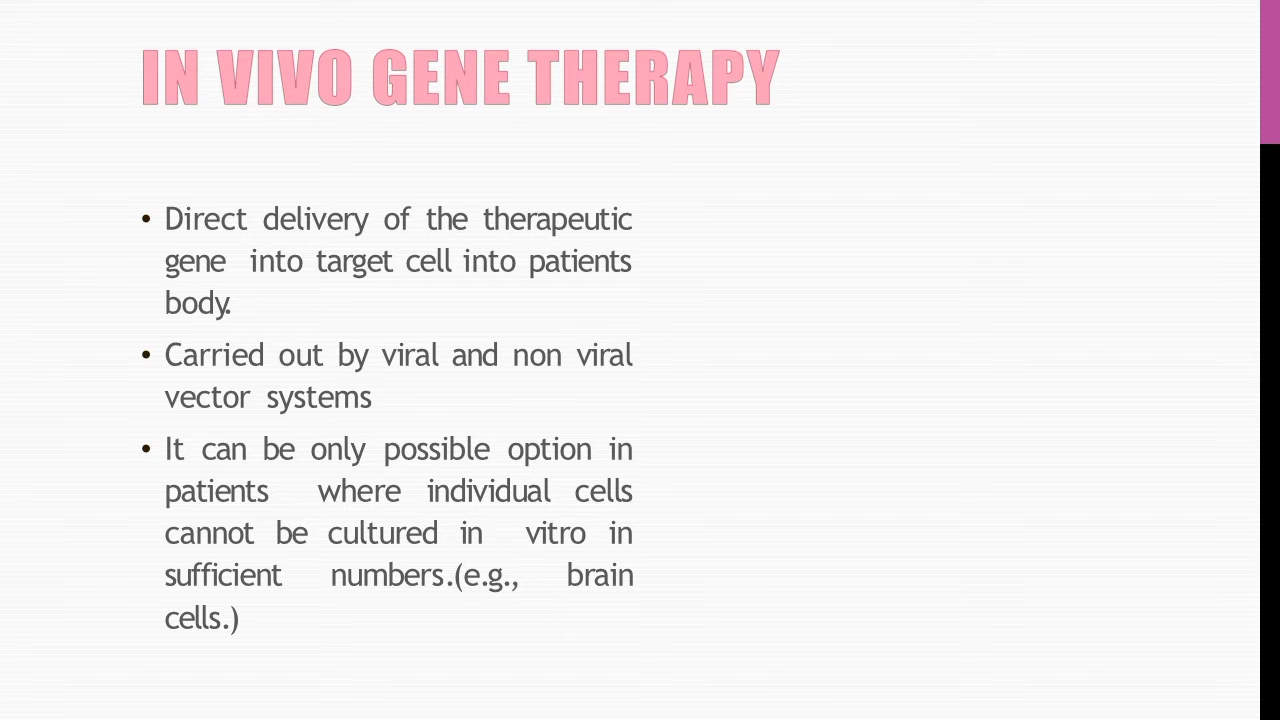 IN VIVO GENE THERAPY
• Direct delivery of the therapeutic
gene into target cell into patients
body.
• Carried out by viral and non viral
vector systems
• It can be only possible option in
patients where individual cells
cannot be cultured in vitro in
sufficient numbers.(e.g., brain
cells.)